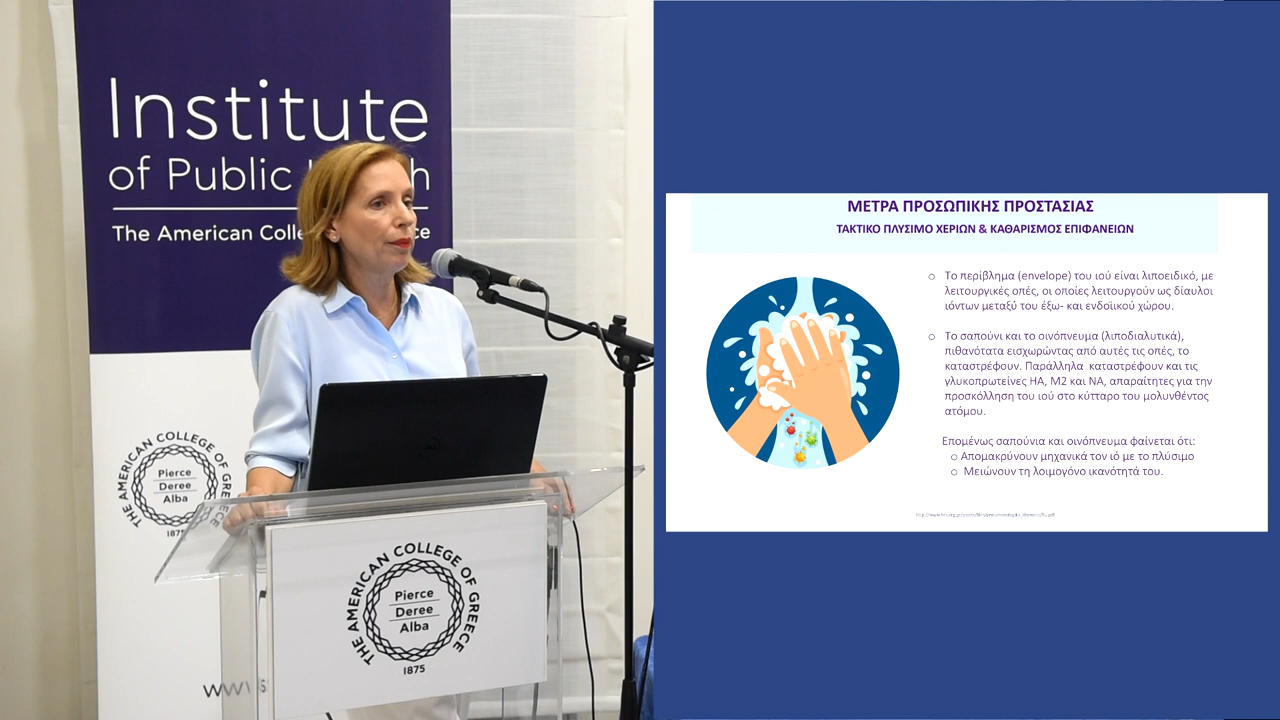 Institute
of Public
The American
THE AMERICAN COLLEGE OF
Pierce
Deree
Alba
1875
THE AMERICAN COLLEGE OF GREECE
Pierce
Deree
Alba
1875
ΜΕΤΡΑ ΠΡΟΣΩΠΙΚΗΣ ΠΡΟΣΤΑΣΙΑΣ
ΤΑΚΤΙΚΟ ΠΛΥΣΙΜΟ ΧΕΡΙΩΝ & ΚΑΘΑΡΙΣΜΟΣ ΕΠΙΦΑΝΕΙΩΝ
○ Το περίβλημα (envelope) του ιού είναι λιποειδικό, με
λειτουργικές οπές, οι οποίες λειτουργούν ως δίαυλοι
ιόντων μεταξύ του έξω- και ενδοϊικού χώρου.
○ Το σαπούνι και το οινόπνευμα (λιποδιαλυτικά),
πιθανότατα εισχωρώντας από αυτές τις οπές, το
καταστρέφουν. Παράλληλα καταστρέφουν και τις
γλυκοπρωτείνες HA, M2 και NA, απαραίτητες για την
προσκόλληση του ιού στο κύτταρο του μολυνθέντος
ατόμου.
Επομένως σαπούνια και οινόπνευμα φαίνεται ότι:
○ Απομακρύνουν μηχανικά τον ιό με το πλύσιμο
○ Μειώνουν τη λοιμογόνο ικανότητά του.